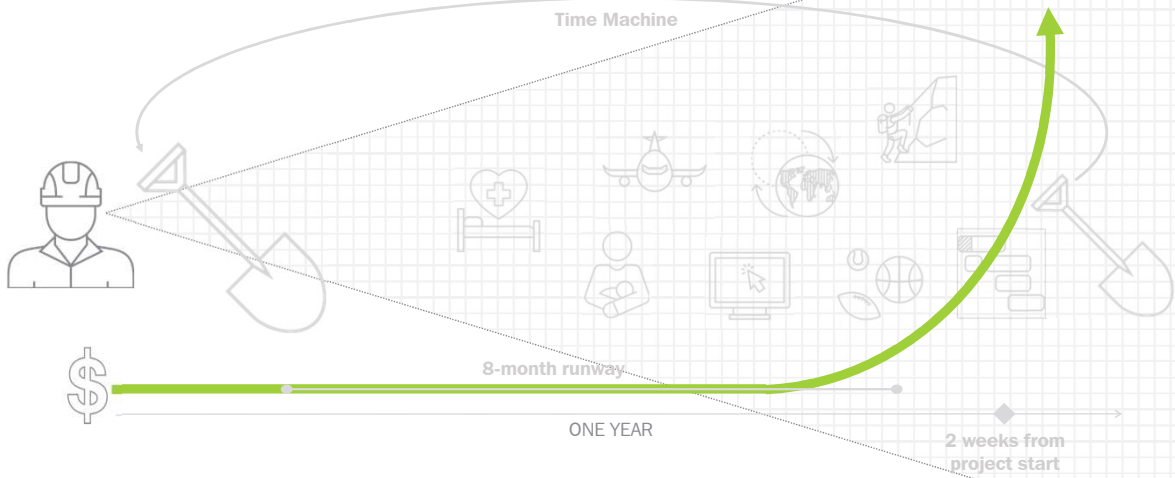 Time Machine
$
8-month runway
ONE YEAR
2 weeks from
project start